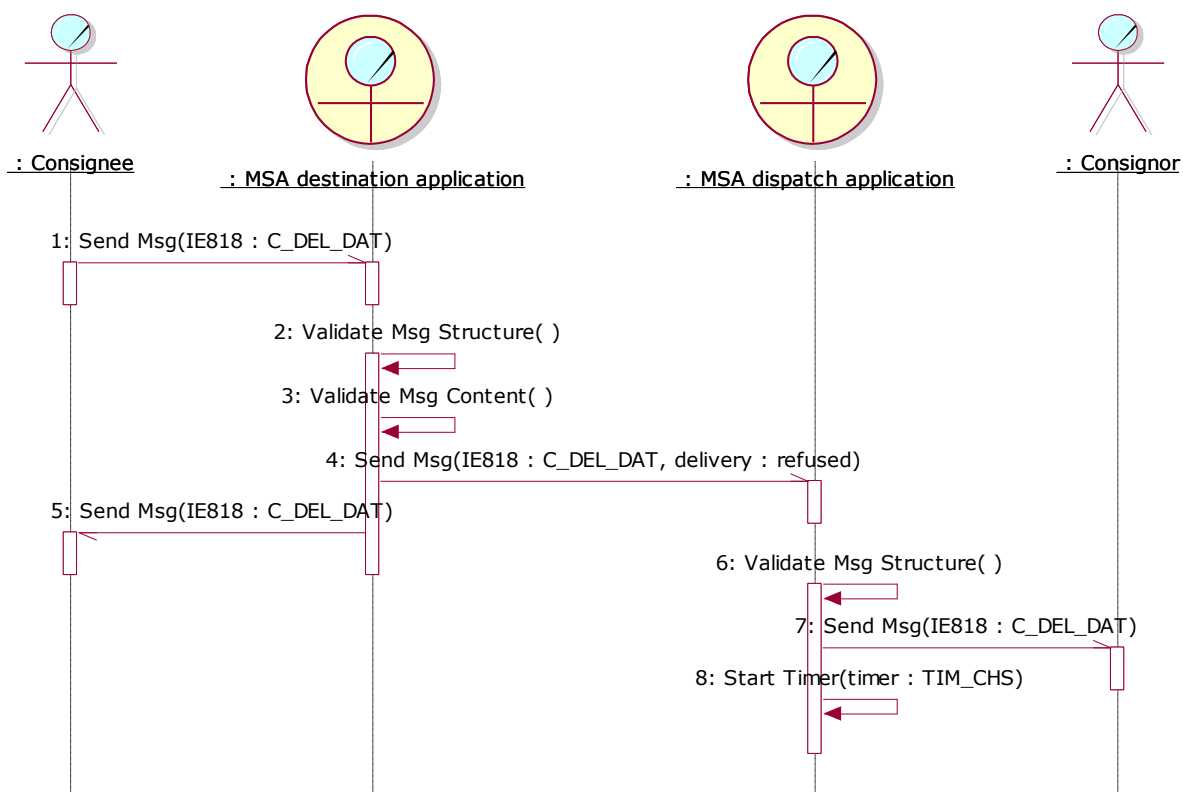 : Consignee
: MSA destination application
: MSA dispatch application
: Consignor
1: Send Msg(IE818 : C_DEL_DAT)
2: Validate Msg Structure( )
3: Validate Msg Content( )
4: Send Msg(IE818 : C_DEL_DAT, delivery : refused)
5: Send Msg(IE818 : C_DEL_DAT)
6: Validate Msg Structure( )
7: Send Msg(IE818 : C_DEL_DAT)
8: Start Timer(timer : TIM_CHS)